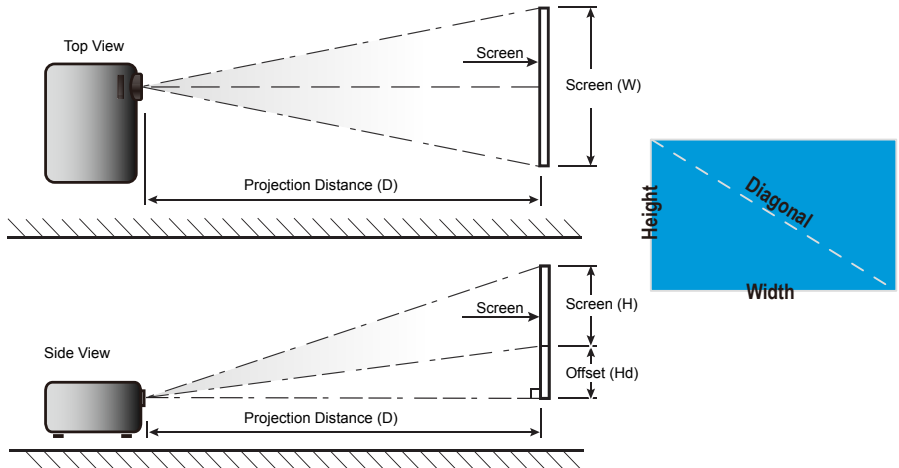 Top View
Screen
Screen (W)
Projection Distance (D)
Height
Diagonal
Width
Screen (H)
Screen
Side View
Offset (Hd)
Projection Distance (D)